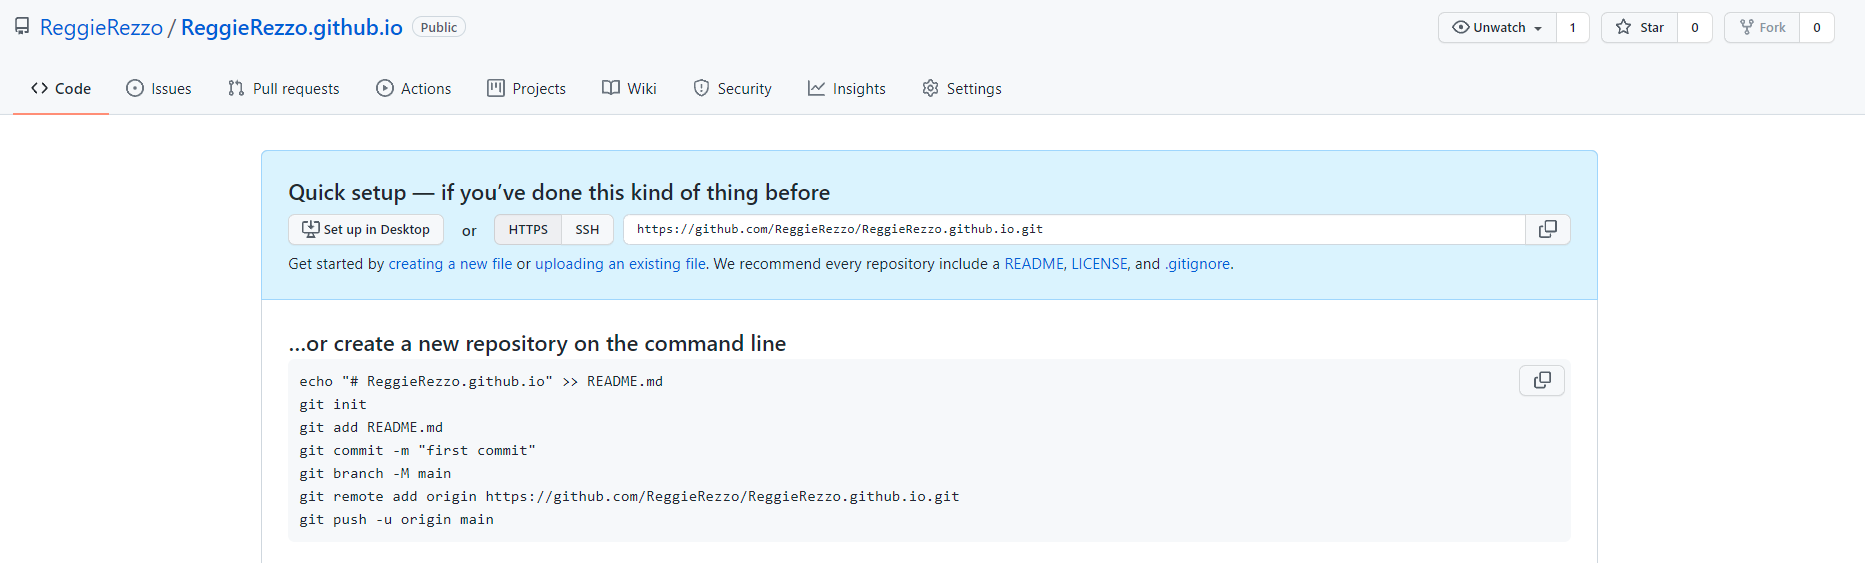 ReggieRezzo / ReggieRezzo.github.io Public
Unwatch 1 Star 0 Fork 0
Code Issues Pull requests Actions Projects Wiki Security Insights Settings
Quick setup — if you’ve done this kind of thing before
Set up in Desktop or HTTPS SSH https://github.com/ReggieRezzo/ReggieRezzo.github.io.git
Get started by creating a new file or uploading an existing file. We recommend every repository include a README, LICENSE, and .gitignore.
…or create a new repository on the command line
echo "# ReggieRezzo.github.io" >> README.md
git init
git add README.md
git commit -m "first commit"
git branch -M main
git remote add origin https://github.com/ReggieRezzo/ReggieRezzo.github.io.git
git push -u origin main